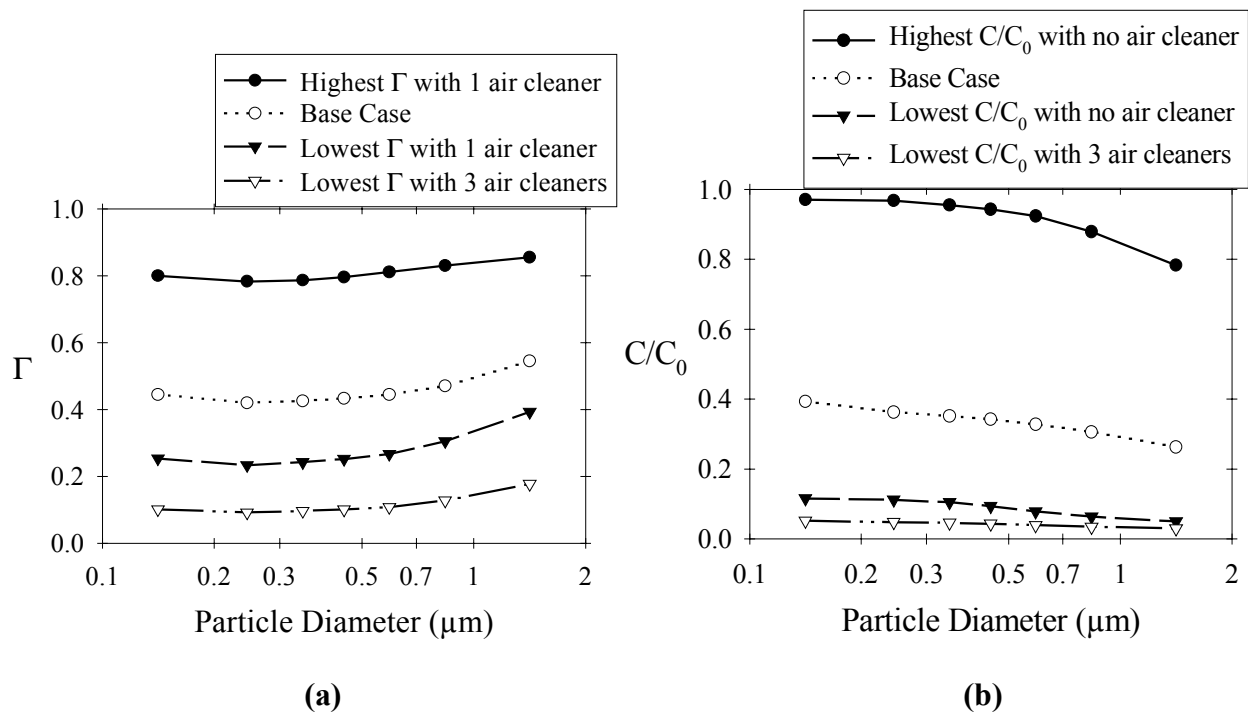 Highest Γ with 1 air cleaner
Base Case
Lowest Γ with 1 air cleaner
Lowest Γ with 3 air cleaners
1.0
0.8
0.6
Γ
0.4
0.2
0.0
0.1 0.2 0.3 0.5 0.7 1 2
Particle Diameter (µm)
(a)
Highest C/C₀ with no air cleaner
Base Case
Lowest C/C₀ with no air cleaner
Lowest C/C₀ with 3 air cleaners
1.0
0.8
0.6
C/C₀
0.4
0.2
0.0
0.1 0.2 0.3 0.5 0.7 1 2
Particle Diameter (µm)
(b)